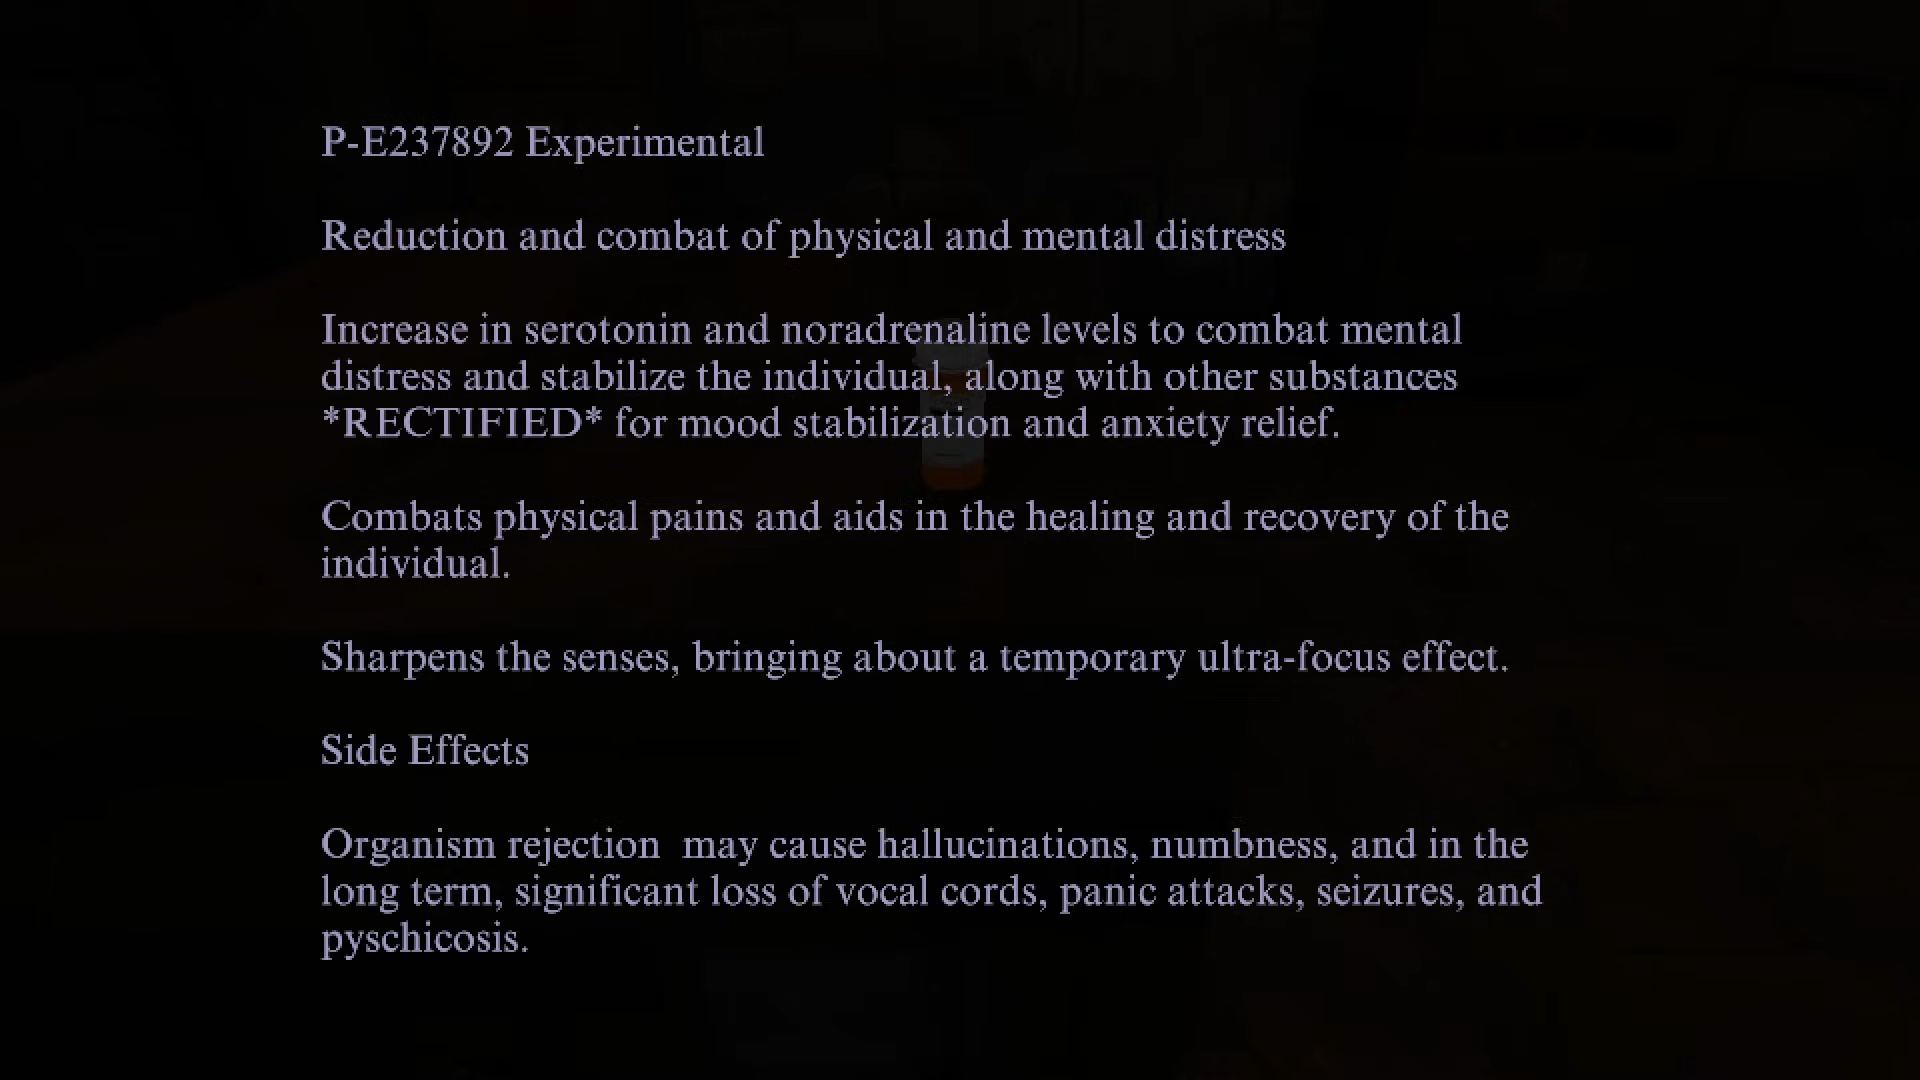 P-E237892 Experimental
Reduction and combat of physical and mental distress
Increase in serotonin and noradrenaline levels to combat mental
distress and stabilize the individual, along with other substances
*RECTIFIED* for mood stabilization and anxiety relief.
Combats physical pains and aids in the healing and recovery of the
individual.
Sharpens the senses, bringing about a temporary ultra-focus effect.
Side Effects
Organism rejection  may cause hallucinations, numbness, and in the
long term, significant loss of vocal cords, panic attacks, seizures, and
pyschicosis.